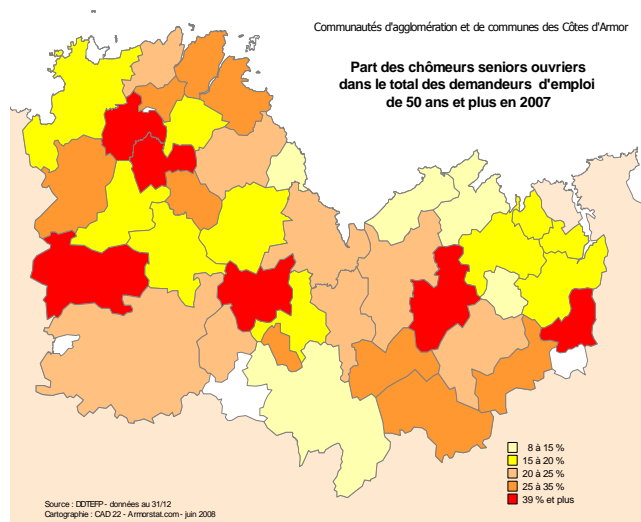 Communautés d'agglomération et de communes des Côtes d'Armor
Part des chômeurs seniors ouvriers
dans le total des demandeurs d'emploi
de 50 ans et plus en 2007
8 à 15 %
15 à 20 %
20 à 25 %
25 à 35 %
39 % et plus
Source : DDTEFP - données au 31/12
Cartographie : CAD 22 - Armorstat.com - juin 2008